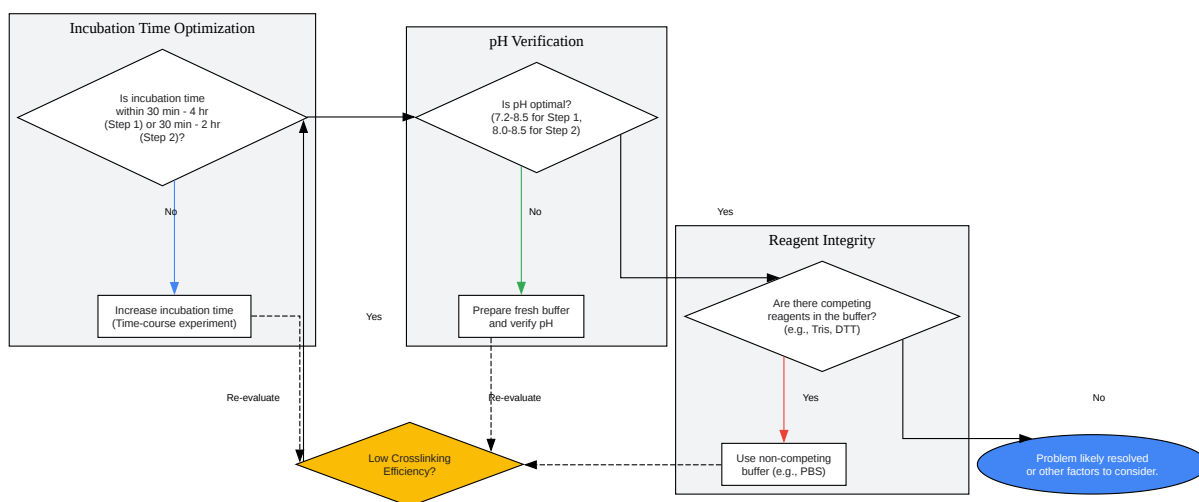 Incubation Time Optimization
Is incubation time
within 30 min - 4 hr
(Step 1) or 30 min - 2 hr
(Step 2)?
No
Increase incubation time
(Time-course experiment)
Yes
Re-evaluate
pH Verification
Is pH optimal?
(7.2-8.5 for Step 1,
8.0-8.5 for Step 2)
No
Prepare fresh buffer
and verify pH
Yes
Re-evaluate
Low Crosslinking
Efficiency?
Reagent Integrity
Are there competing
reagents in the buffer?
(e.g., Tris, DTT)
Yes
Use non-competing
buffer (e.g., PBS)
No
Problem likely resolved
or other factors to consider.